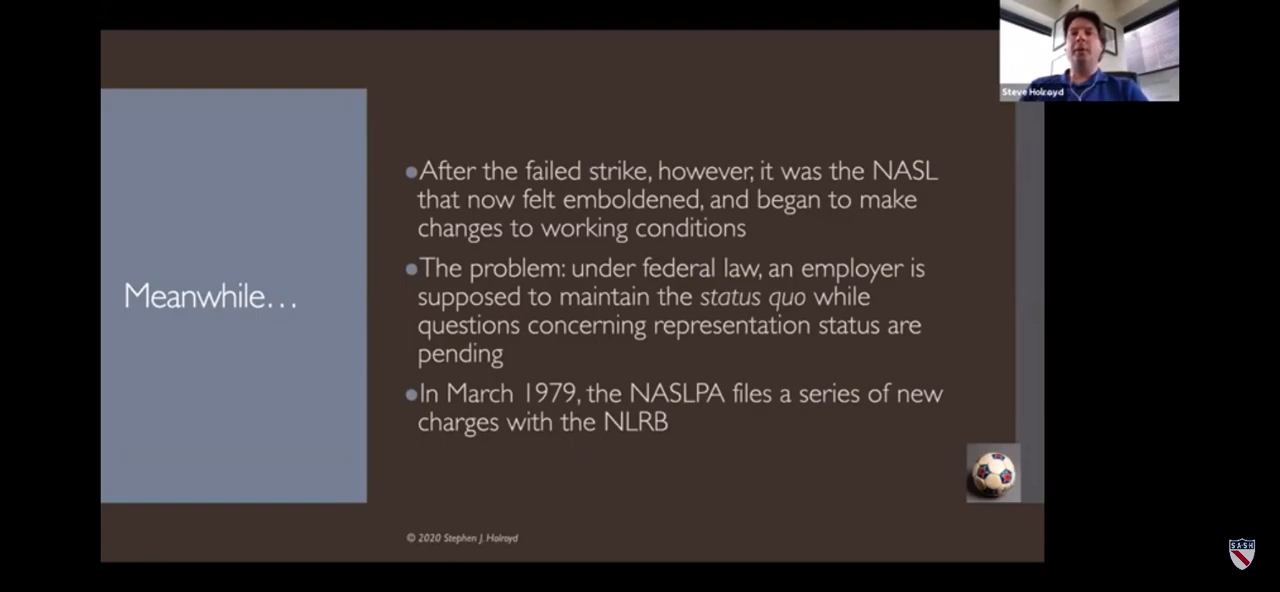 Steve Holroyd
Meanwhile…
•After the failed strike, however, it was the NASL
that now felt emboldened, and began to make
changes to working conditions
•The problem: under federal law, an employer is
supposed to maintain the status quo while
questions concerning representation status are
pending
•In March 1979, the NASLPA files a series of new
charges with the NLRB
© 2020 Stephen J. Holroyd
SASH